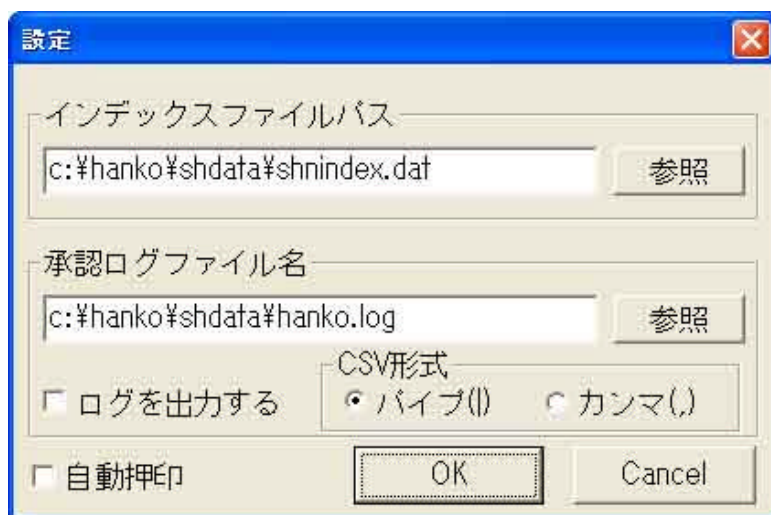 設定
インデックスファイルパス
c:¥hanko¥shdata¥shnindex.dat
参照
承認ログファイル名
c:¥hanko¥shdata¥hanko.log
参照
CSV形式
ログを出力する
パイプ(|)
カンマ(,)
自動押印
OK
Cancel